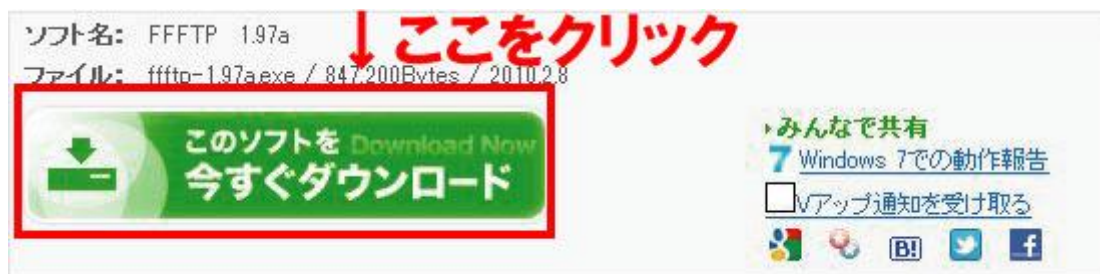 ソフト名: FFFTP 1.97a
↓ここをクリック
ファイル: ffftp-1.97a.exe / 847,200Bytes / 2010.2.8
このソフトを Download Now
今すぐダウンロード
みんなで共有
7 Windows 7での動作報告
Vアップ通知を受け取る
B!
f